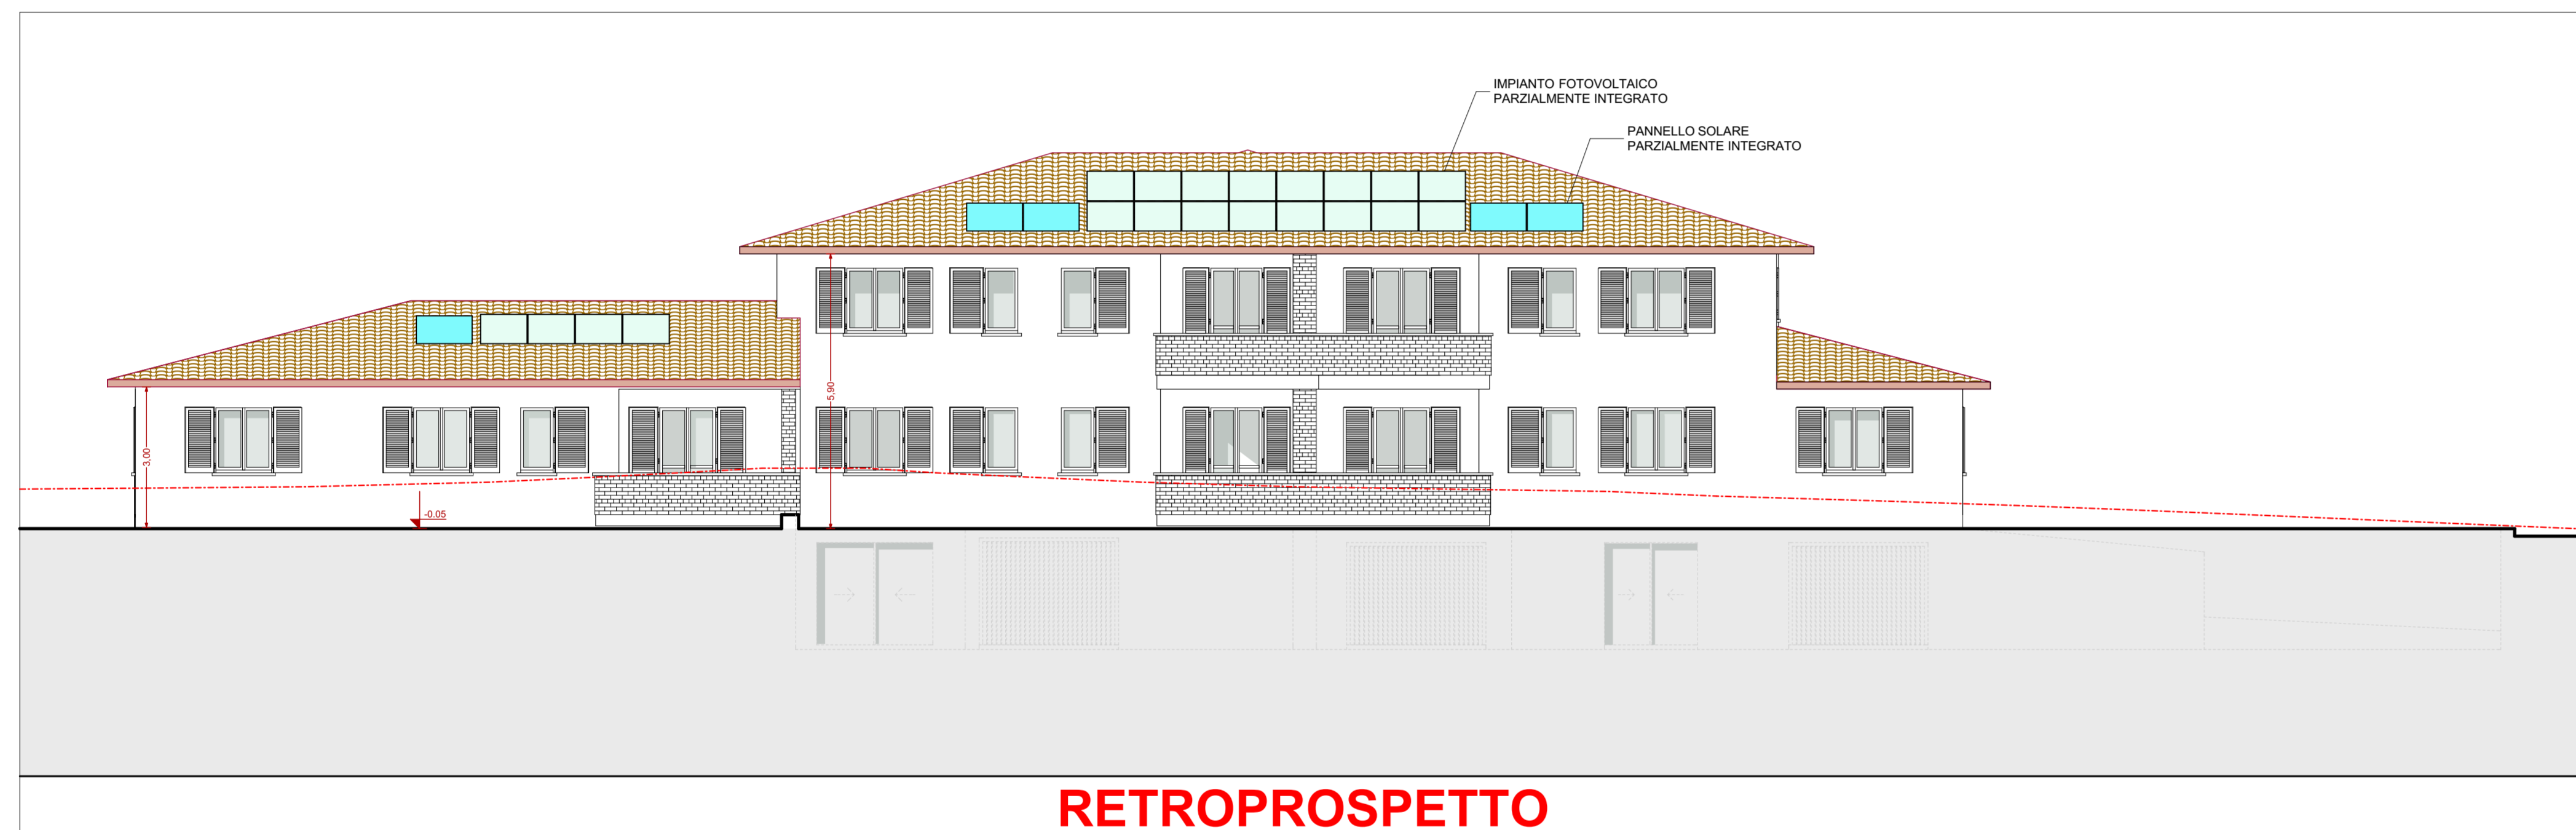 IMPIANTO FOTOVOLTAICO
PARZIALMENTE INTEGRATO
PANNELLO SOLARE
PARZIALMENTE INTEGRATO
5,90
3,00
-0.05
RETROPROSPETTO